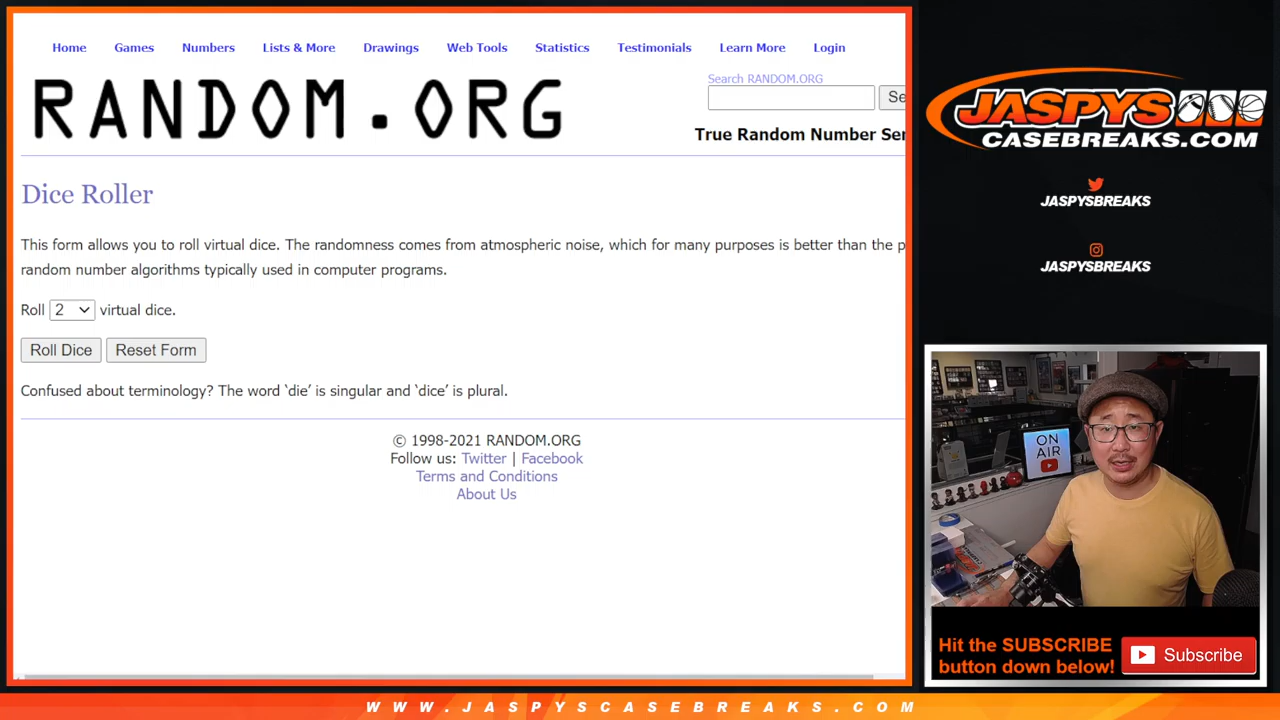 Home Games Numbers Lists & More Drawings Web Tools Statistics Testimonials Learn More Login
RANDOM.ORG
Search RANDOM.ORG
Se
True Random Number Ser
Dice Roller
This form allows you to roll virtual dice. The randomness comes from atmospheric noise, which for many purposes is better than the p
random number algorithms typically used in computer programs.
Roll 2 virtual dice.
Roll Dice Reset Form
Confused about terminology? The word ‘die’ is singular and ‘dice’ is plural.
© 1998-2021 RANDOM.ORG
Follow us: Twitter | Facebook
Terms and Conditions
About Us
JASPYS
CASEBREAKS.COM
JASPYSBREAKS
JASPYSBREAKS
ON
AIR
Hit the SUBSCRIBE
button down below!
Subscribe
WWW.JASPYSCASEBREAKS.COM